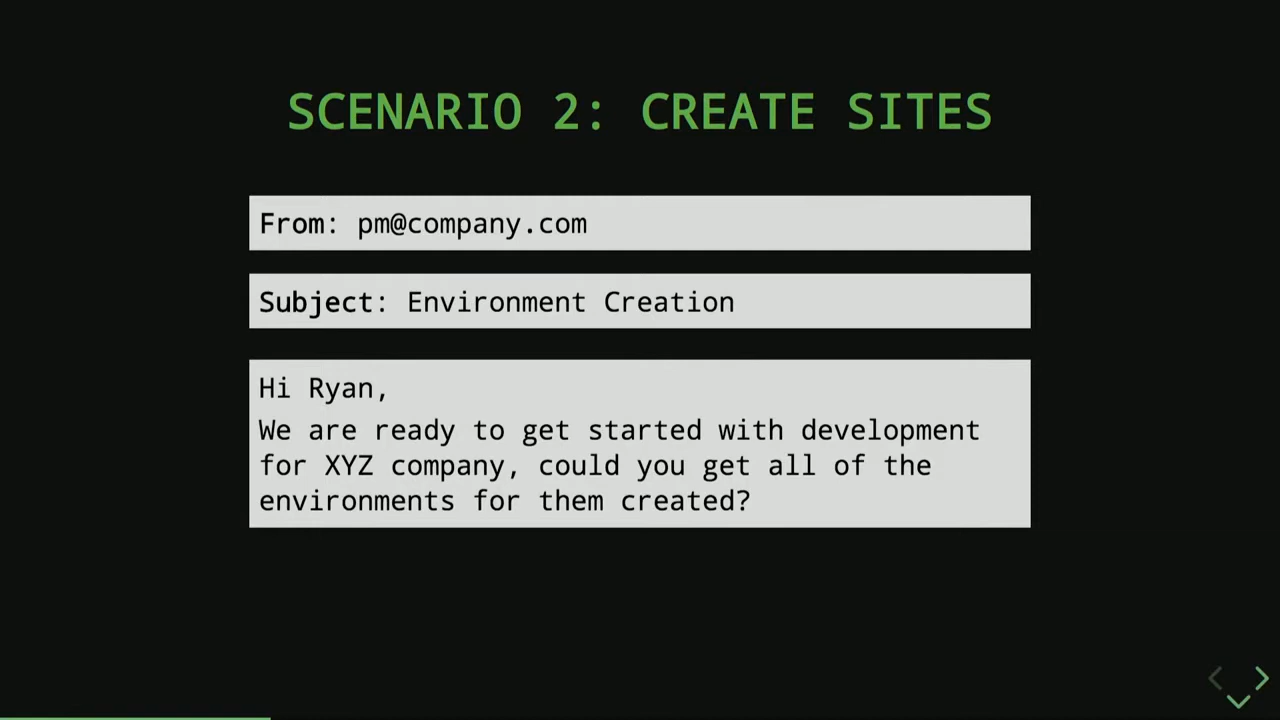 SCENARIO 2: CREATE SITES
From: pm@company.com
Subject: Environment Creation
Hi Ryan,
We are ready to get started with development
for XYZ company, could you get all of the
environments for them created?